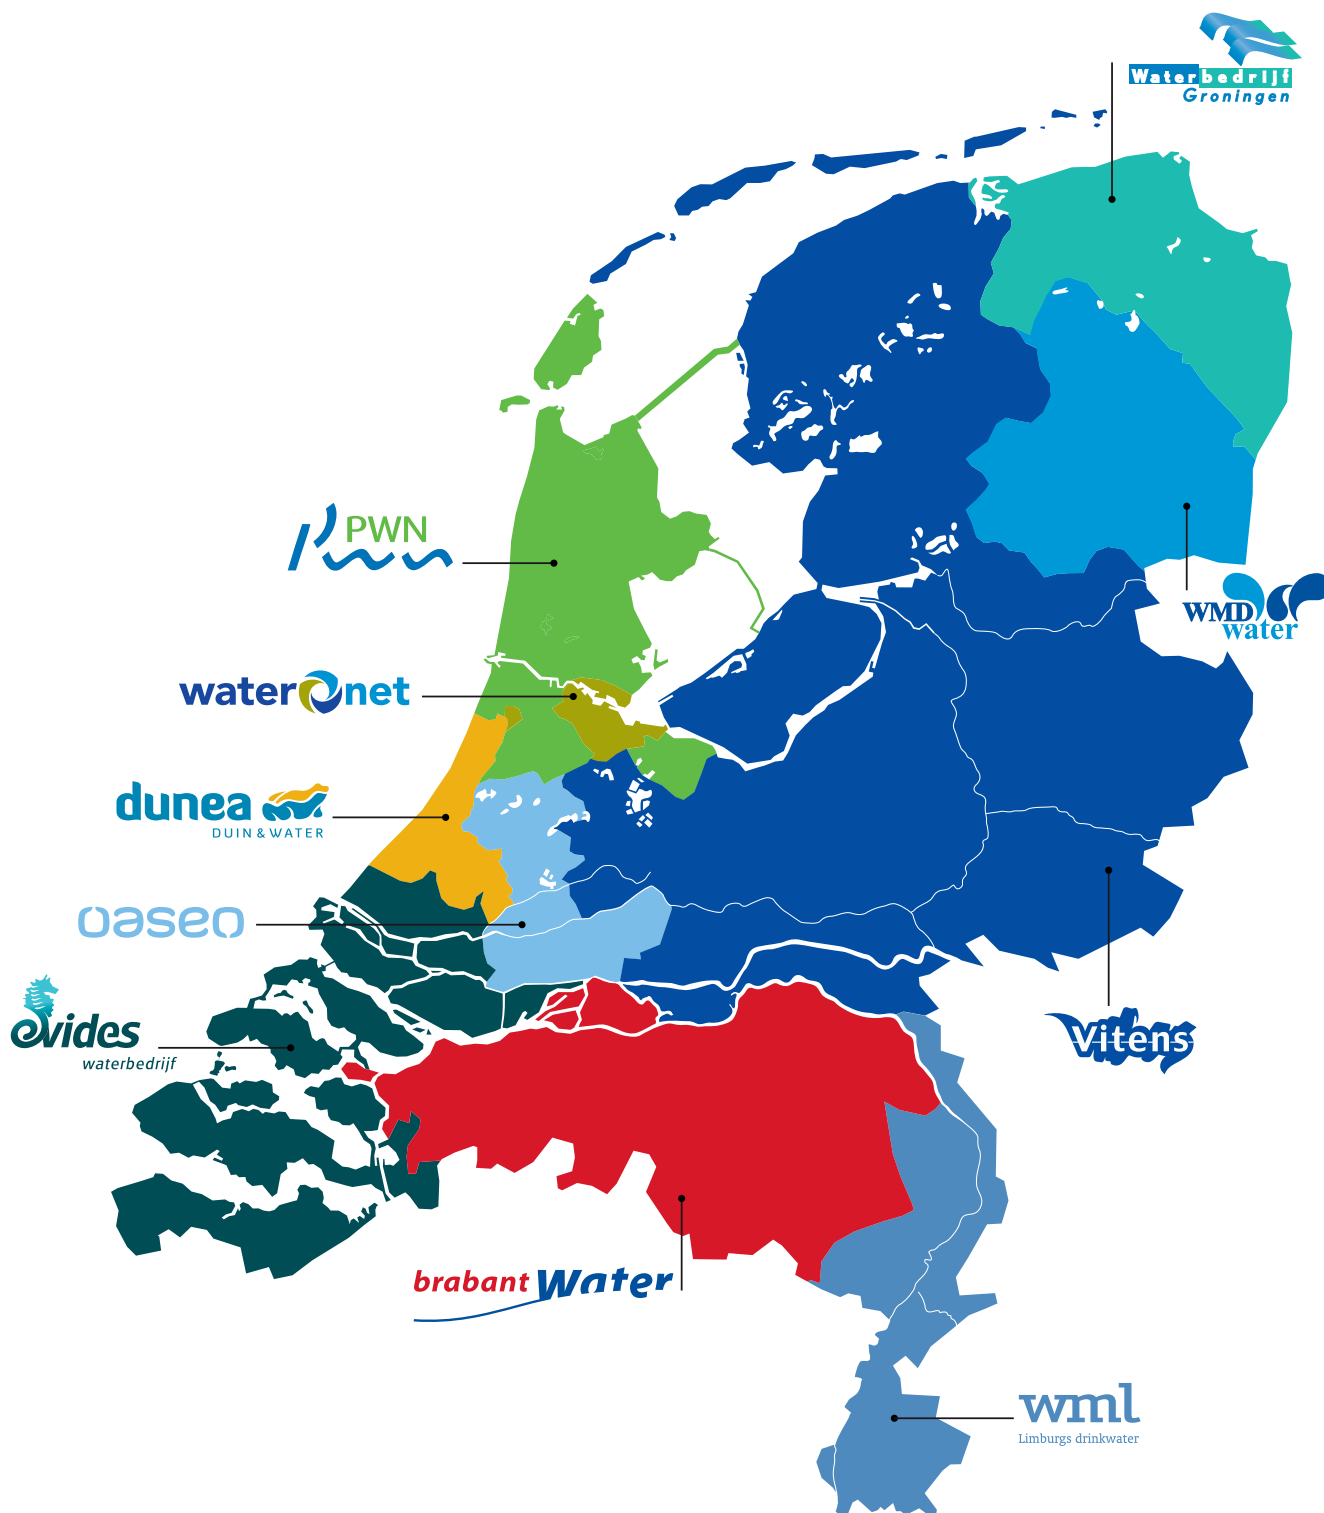 Waterbedrijf
Groningen
PWN
WMD
water
waternet
dunea
DUIN & WATER
oasen
evides
waterbedrijf
Vitens
brabant Water
wml
Limburgs drinkwater